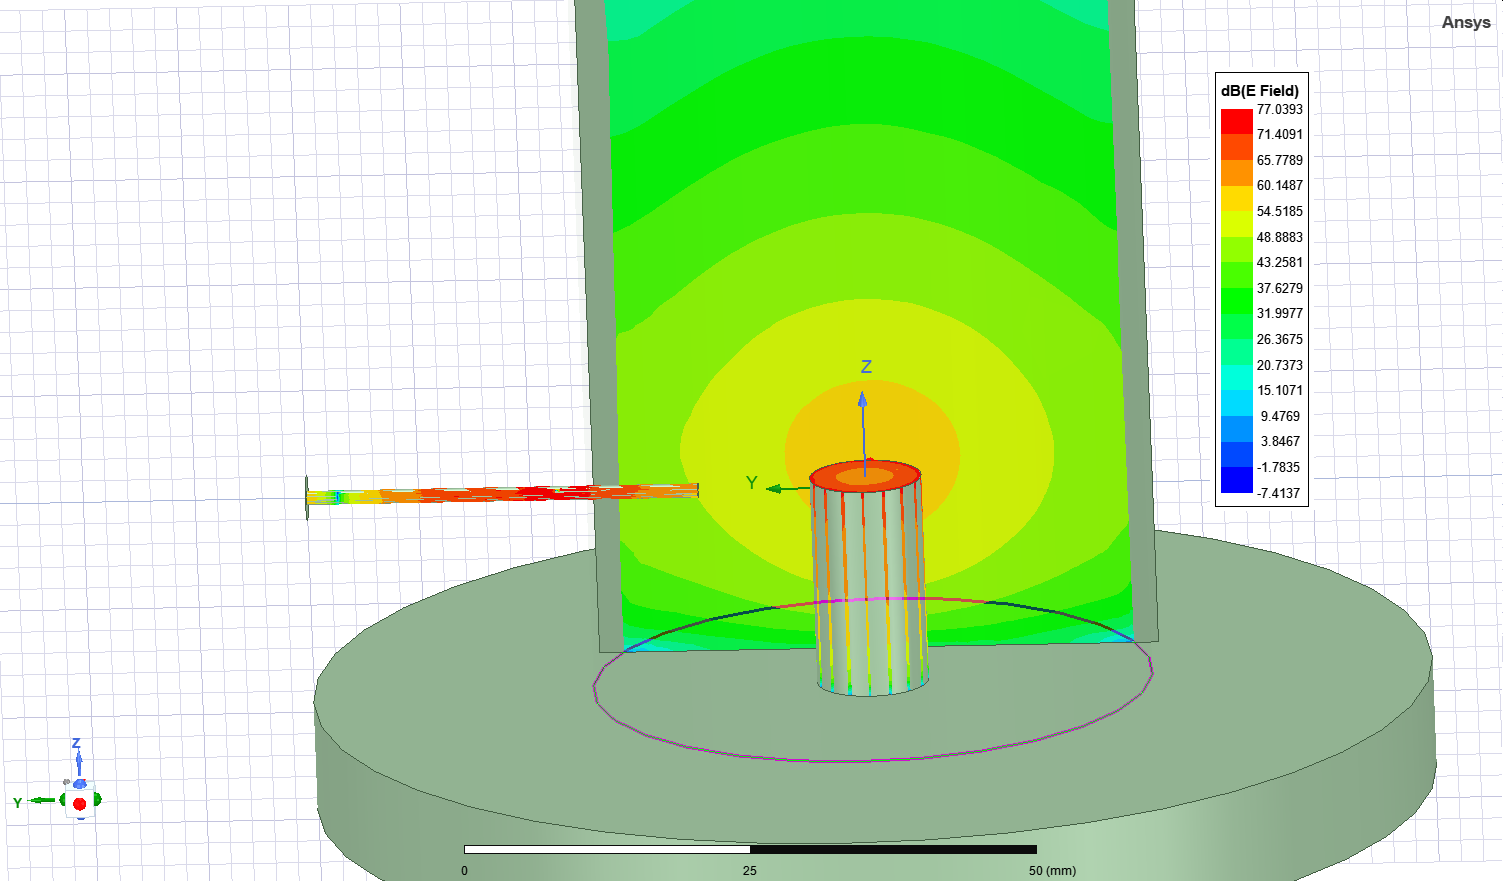 Ansys
dB(E Field)
77.0393
71.4091
65.7789
60.1487
54.5185
48.8883
43.2581
37.6279
31.9977
26.3675
20.7373
15.1071
9.4769
3.8467
-1.7835
-7.4137
Z
Y
Z
Y
0
25
50 (mm)